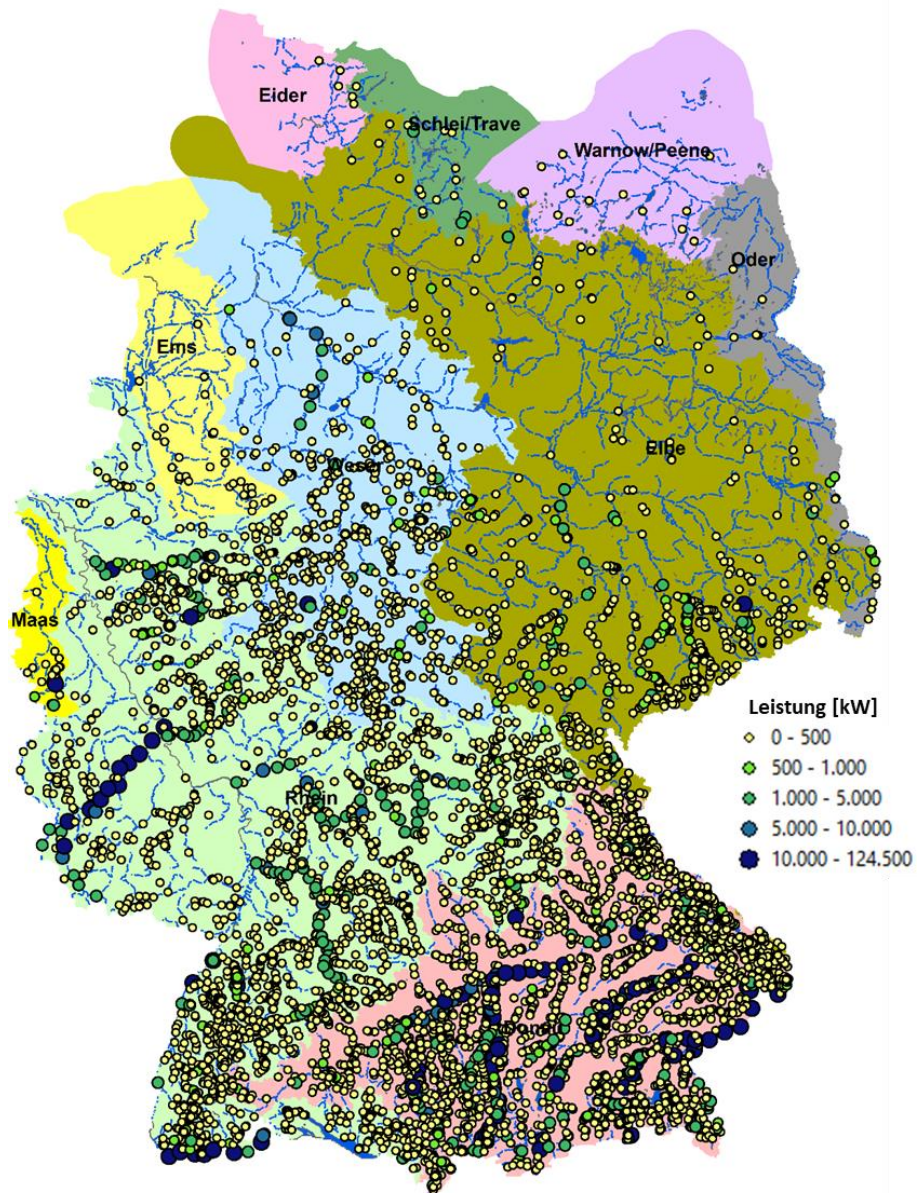 Eider
Schlei/Trave
Warnow/Peene
Oder
Ems
Weser
Elbe
Maas
Rhein
Donau
Leistung [kW]
0 - 500
500 - 1.000
1.000 - 5.000
5.000 - 10.000
10.000 - 124.500